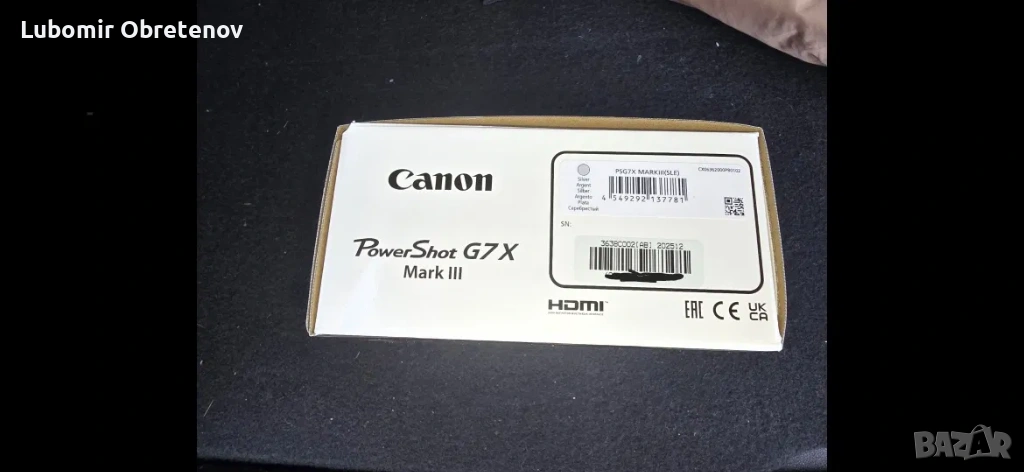 Lubomir Obretenov
Canon
PowerShot G7 X
Mark III
Silver
Argent
Silber
Argento
Plata
Серебристый
PSG7X MARKIII(SLE)
4 549292 137781
SN:
3638C002[AB] 202512
HDMI
EAC CE UK CA
BAZAR